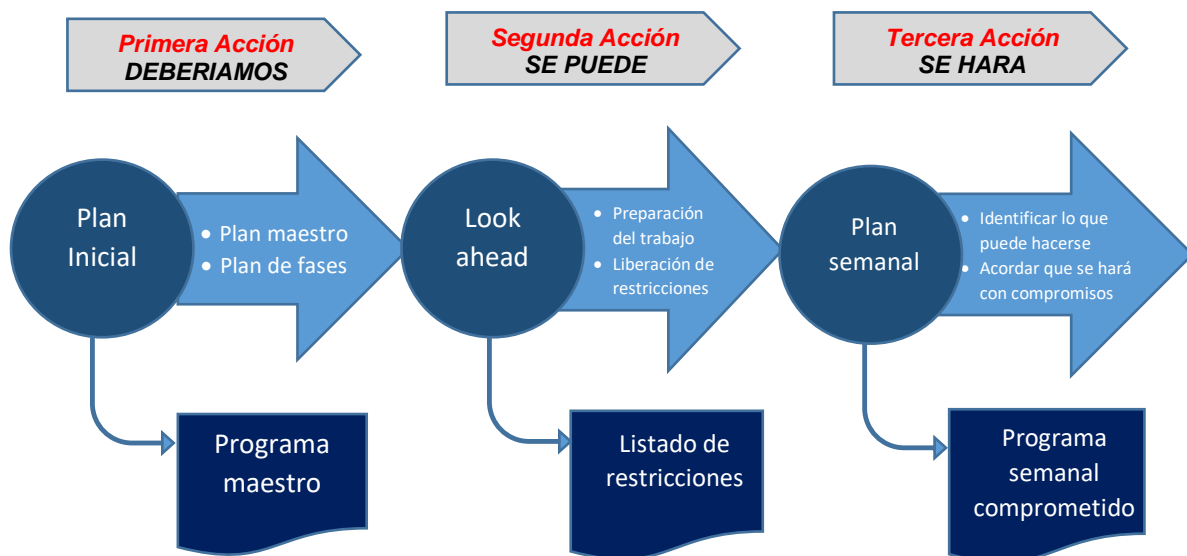 Primera Acción
DEBERIAMOS
Segunda Acción
SE PUEDE
Tercera Acción
SE HARA
Plan
Inicial
• Plan maestro
• Plan de fases
Look
ahead
• Preparación
del trabajo
• Liberación de
restricciones
Plan
semanal
• Identificar lo que
puede hacerse
• Acordar que se hará
con compromisos
Programa
maestro
Listado de
restricciones
Programa
semanal
comprometido